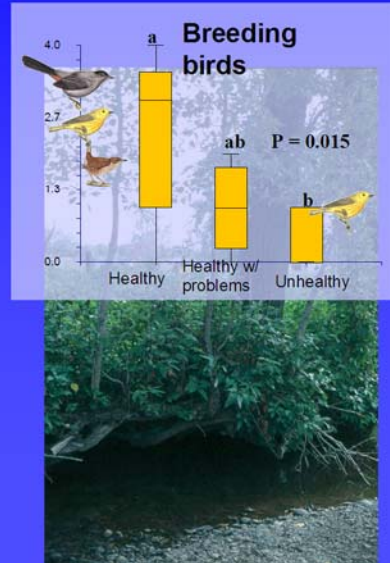 Breeding
birds
4.0
2.7
1.3
0.0
a
ab
P = 0.015
b
Healthy
Healthy w/
problems
Unhealthy